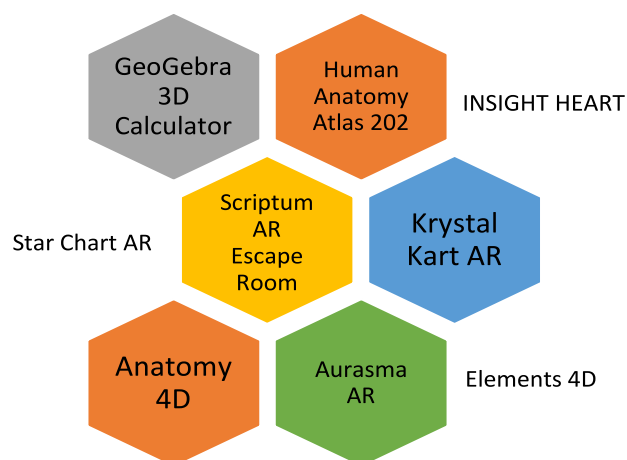 GeoGebra
3D
Calculator
Human
Anatomy
Atlas 202
INSIGHT HEART
Star Chart AR
Scriptum
AR
Escape
Room
Krystal
Kart AR
Anatomy
4D
Aurasma
AR
Elements 4D